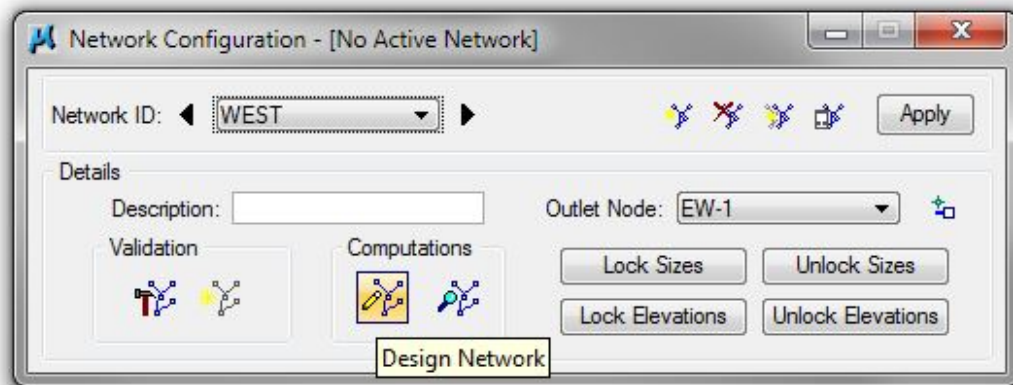 Network Configuration - [No Active Network]
Network ID: WEST Apply
Details
Description: Outlet Node: EW-1
Validation Computations
Lock Sizes Unlock Sizes
Lock Elevations Unlock Elevations
Design Network